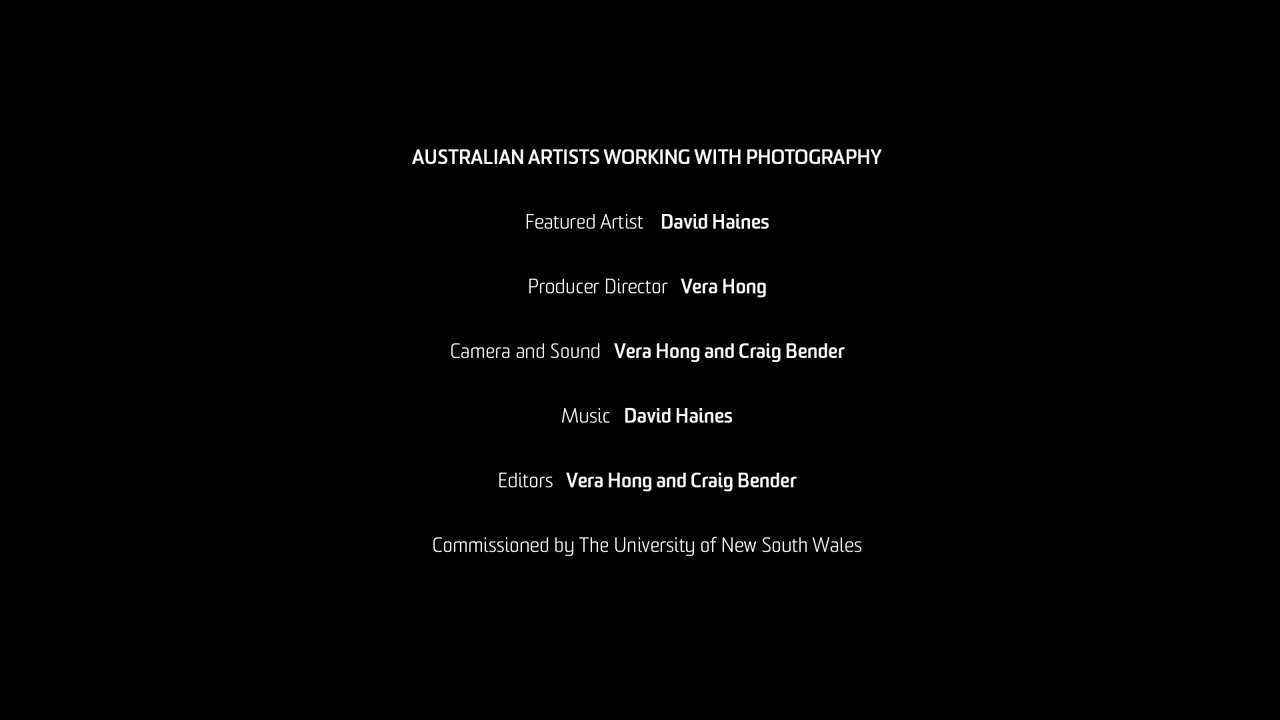 AUSTRALIAN ARTISTS WORKING WITH PHOTOGRAPHY
Featured Artist David Haines
Producer Director Vera Hong
Camera and Sound Vera Hong and Craig Bender
Music David Haines
Editors Vera Hong and Craig Bender
Commissioned by The University of New South Wales